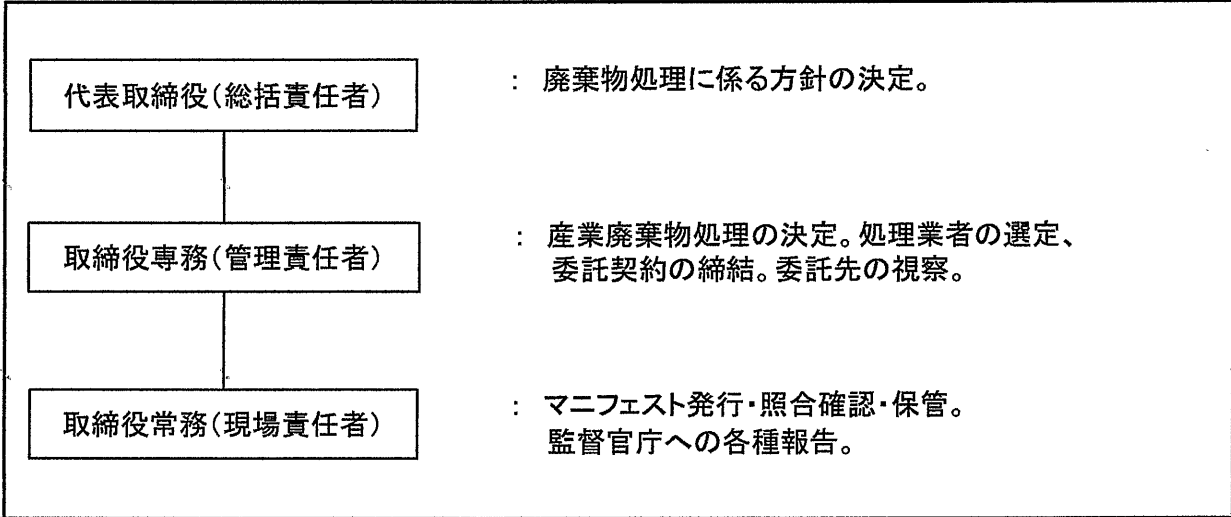 代表取締役(総括責任者) : 廃棄物処理に係る方針の決定。
取締役専務(管理責任者) : 産業廃棄物処理の決定。処理業者の選定、
委託契約の締結。委託先の視察。
取締役常務(現場責任者) : マニフェスト発行・照合確認・保管。
監督官庁への各種報告。